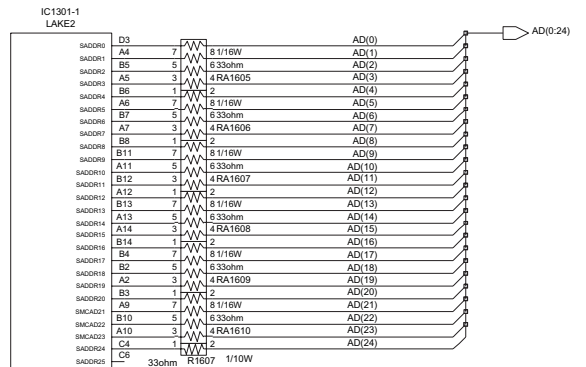 IC1301-1
LAKE2
AD(0:24)
SADDR0 D3 AD(0)
SADDR1 A4 7 8 1/16W AD(1)
SADDR2 B5 5 6 33ohm AD(2)
SADDR3 A5 3 4 RA1605 AD(3)
SADDR4 B6 1 2 AD(4)
SADDR5 A6 7 8 1/16W AD(5)
SADDR6 B7 5 6 33ohm AD(6)
SADDR7 A7 3 4 RA1606 AD(7)
SADDR8 B8 1 2 AD(8)
SADDR9 B11 7 8 1/16W AD(9)
SADDR10 A11 5 6 33ohm AD(10)
SADDR11 B12 3 4 RA1607 AD(11)
SADDR12 A12 1 2 AD(12)
SADDR13 B13 7 8 1/16W AD(13)
SADDR14 A13 5 6 33ohm AD(14)
SADDR15 A14 3 4 RA1608 AD(15)
SADDR16 B14 1 2 AD(16)
SADDR17 B4 7 8 1/16W AD(17)
SADDR18 B2 5 6 33ohm AD(18)
SADDR19 A2 3 4 RA1609 AD(19)
SADDR20 B3 1 2 AD(20)
SMCAD21 A9 7 8 1/16W AD(21)
SMCAD22 B10 5 6 33ohm AD(22)
SMCAD23 A10 3 4 RA1610 AD(23)
SADDR24 C4 1 2 AD(24)
SADDR25 C6 33ohm R1607 1/10W